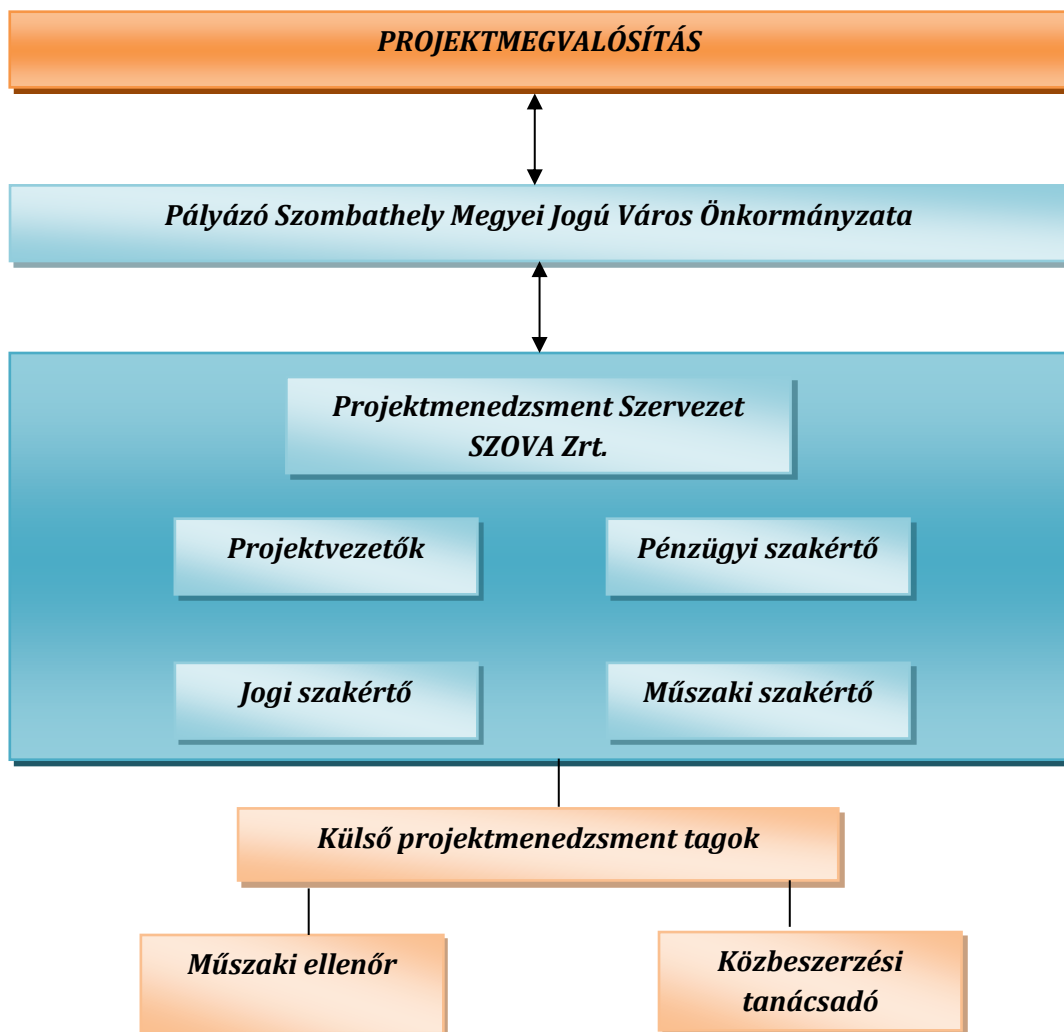 PROJEKTMEGVALÓSÍTÁS
Pályázó Szombathely Megyei Jogú Város Önkormányzata
Projektmenedzsment Szervezet
SZOVA Zrt.
Projektvezetők
Pénzügyi szakértő
Jogi szakértő
Műszaki szakértő
Külső projektmenedzsment tagok
Műszaki ellenőr
Közbeszerzési
tanácsadó